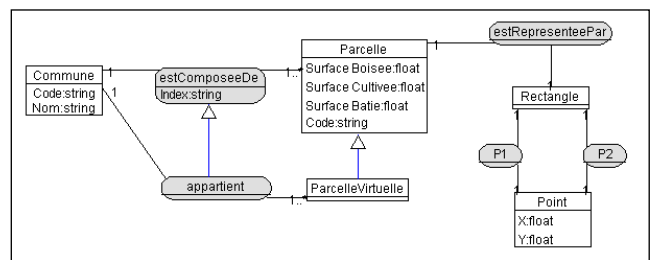 estRepresenteePar
Parcelle
1
Surface Boisee:float
Surface Cultivee:float
Surface Batie:float
Code:string
Commune
Code:string
Nom:string
1
1
estComposeeDe
Index:string
1..
1
Rectangle
1
1
P1
P2
appartient
1..
ParcelleVirtuelle
1
1
Point
X:float
Y:float